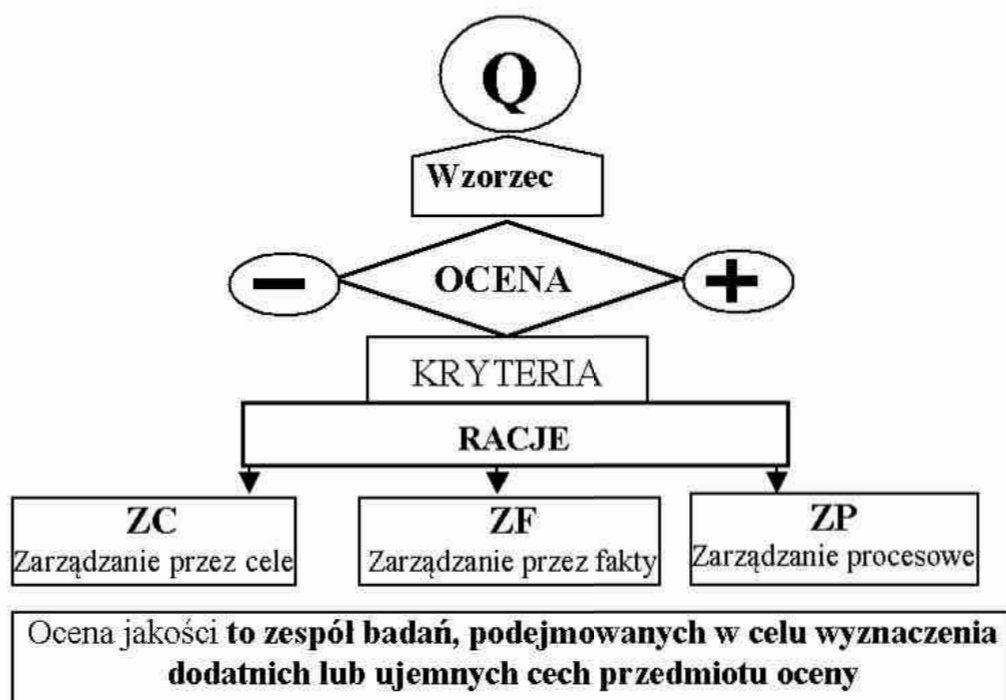 Q
Wzorzec
OCENA
− +
KRYTERIA
RACJE
ZC
Zarządzanie przez cele
ZF
Zarządzanie przez fakty
ZP
Zarządzanie procesowe
Ocena jakości to zespół badań, podejmowanych w celu wyznaczenia
dodatnich lub ujemnych cech przedmiotu oceny